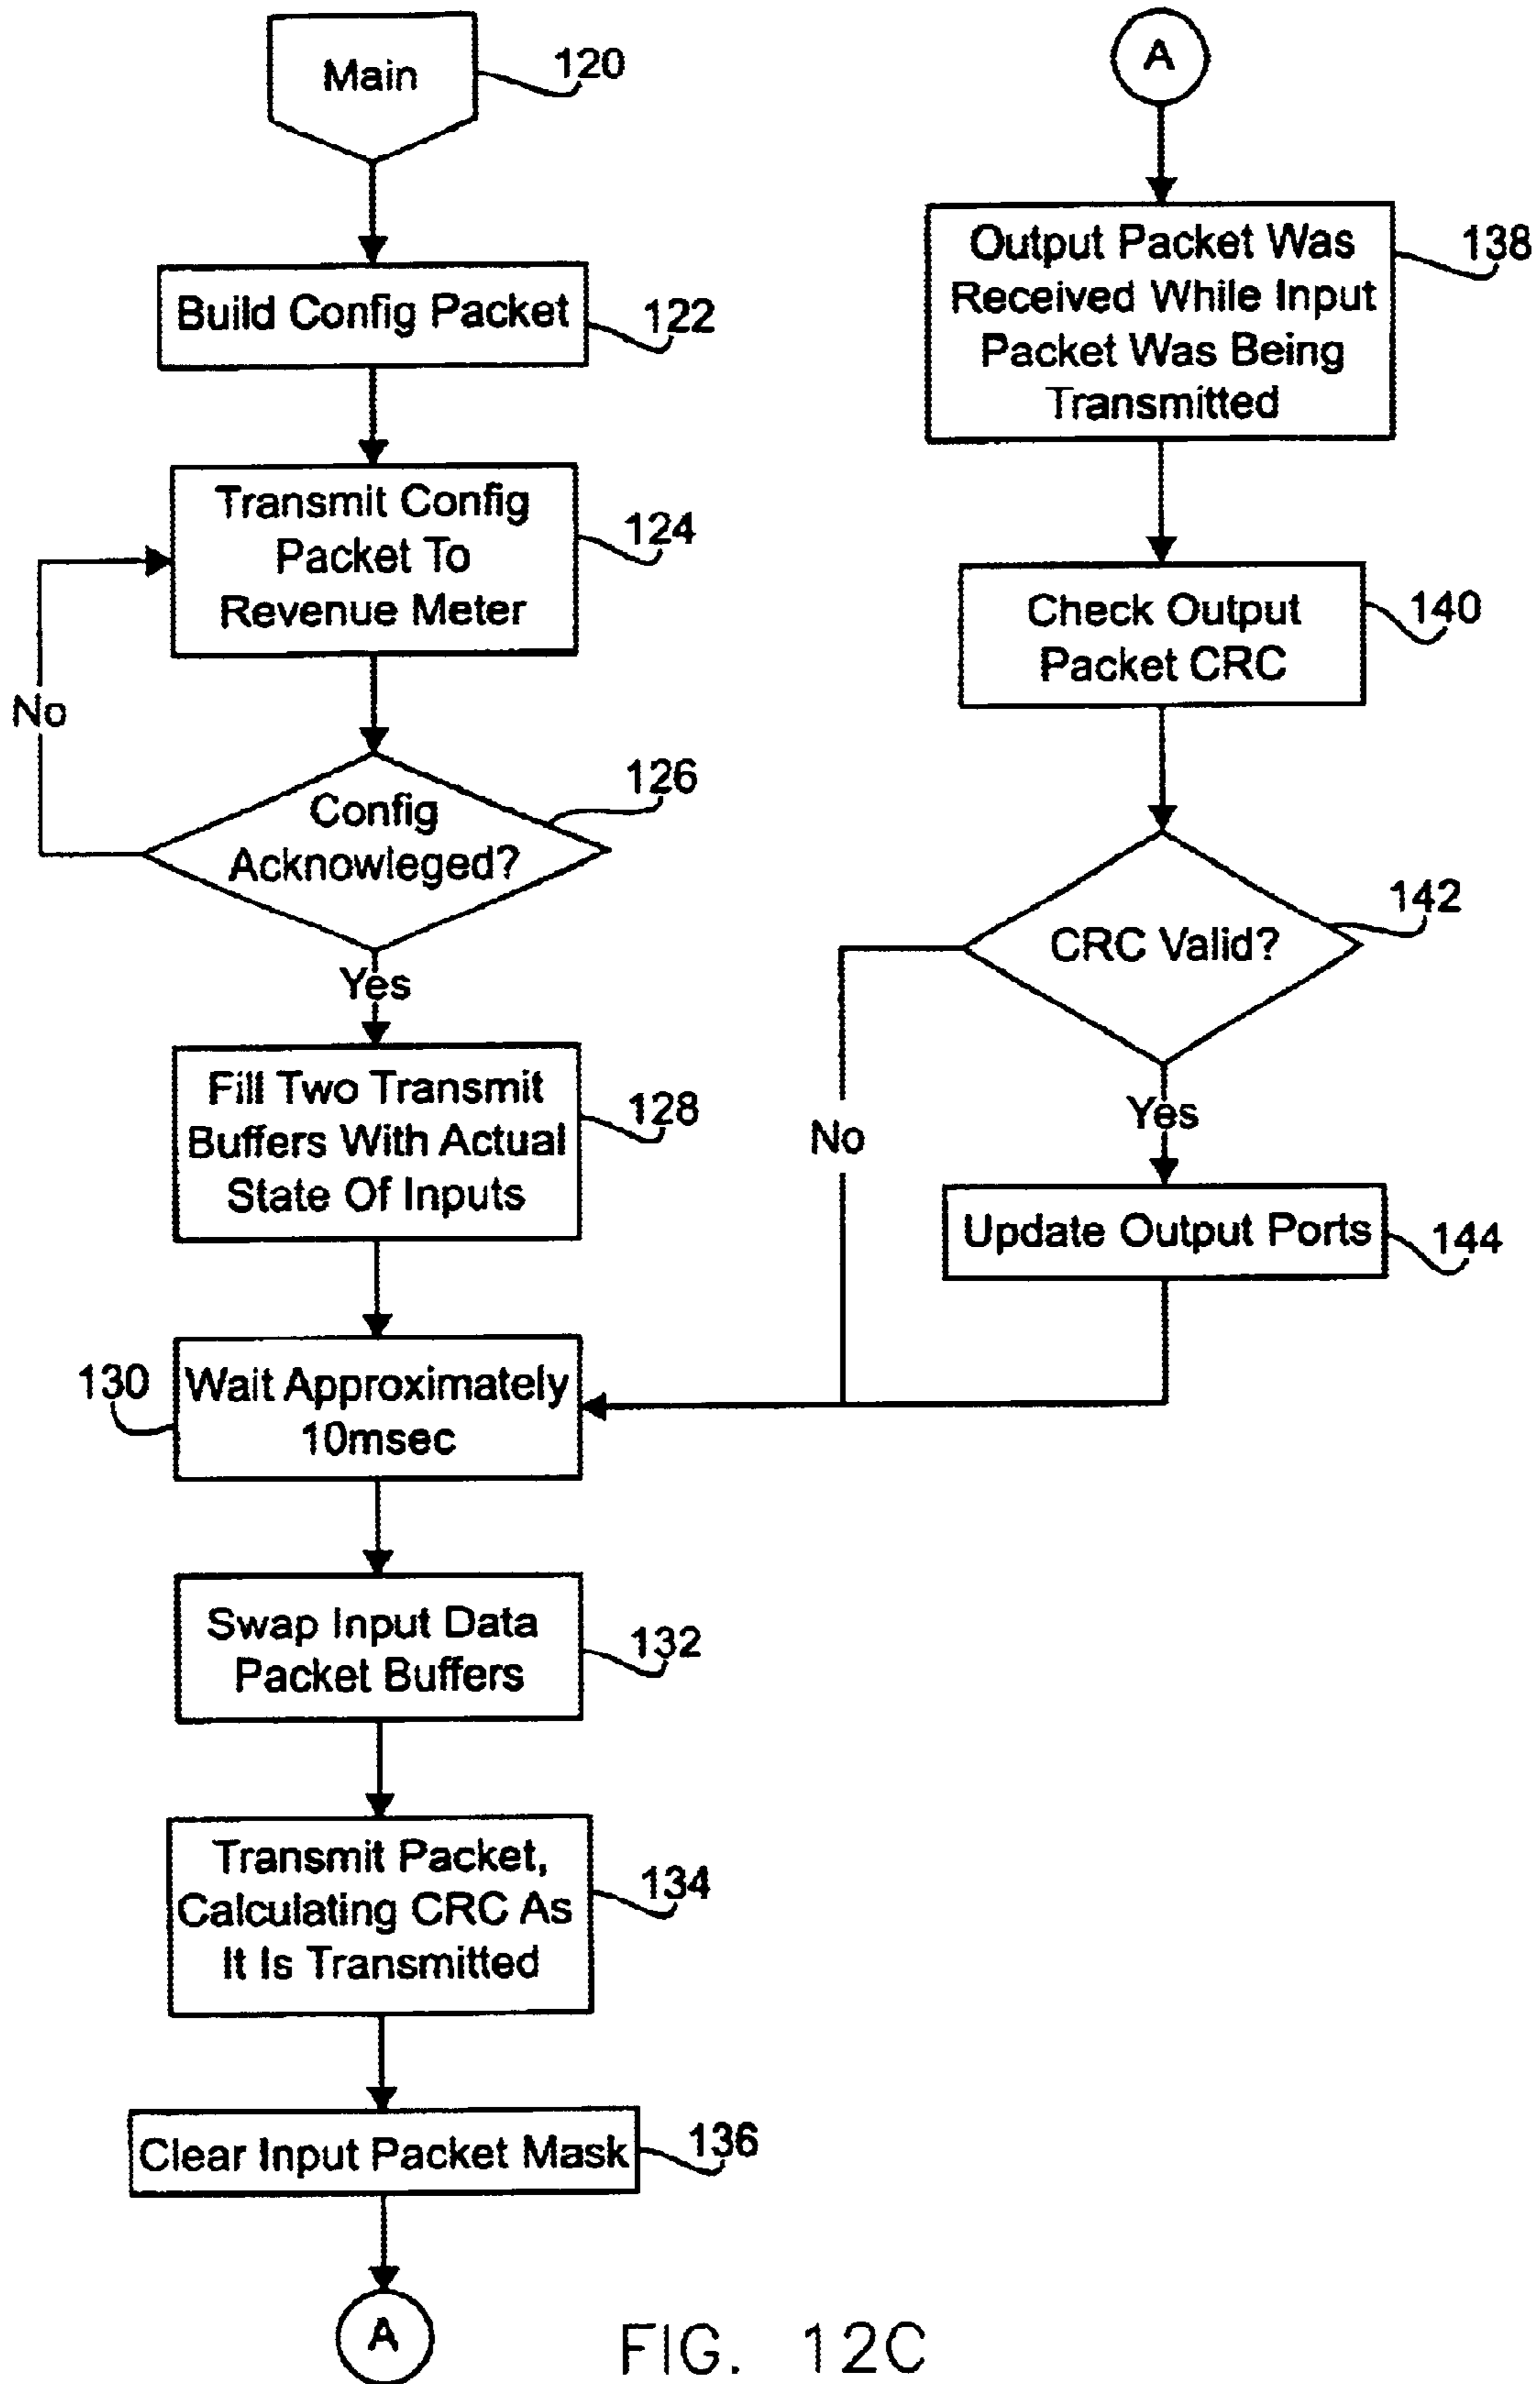 Main
120
Build Config Packet
122
Transmit Config
Packet To
Revenue Meter
124
No
Config
Acknowleged?
126
Yes
Fill Two Transmit
Buffers With Actual
State Of Inputs
128
130
Wait Approximately
10msec
Swap Input Data
Packet Buffers
132
Transmit Packet,
Calculating CRC As
It Is Transmitted
134
Clear Input Packet Mask
136
A
A
Output Packet Was
Received While Input
Packet Was Being
Transmitted
138
Check Output
Packet CRC
140
CRC Valid?
142
No
Yes
Update Output Ports
144
FIG. 12C